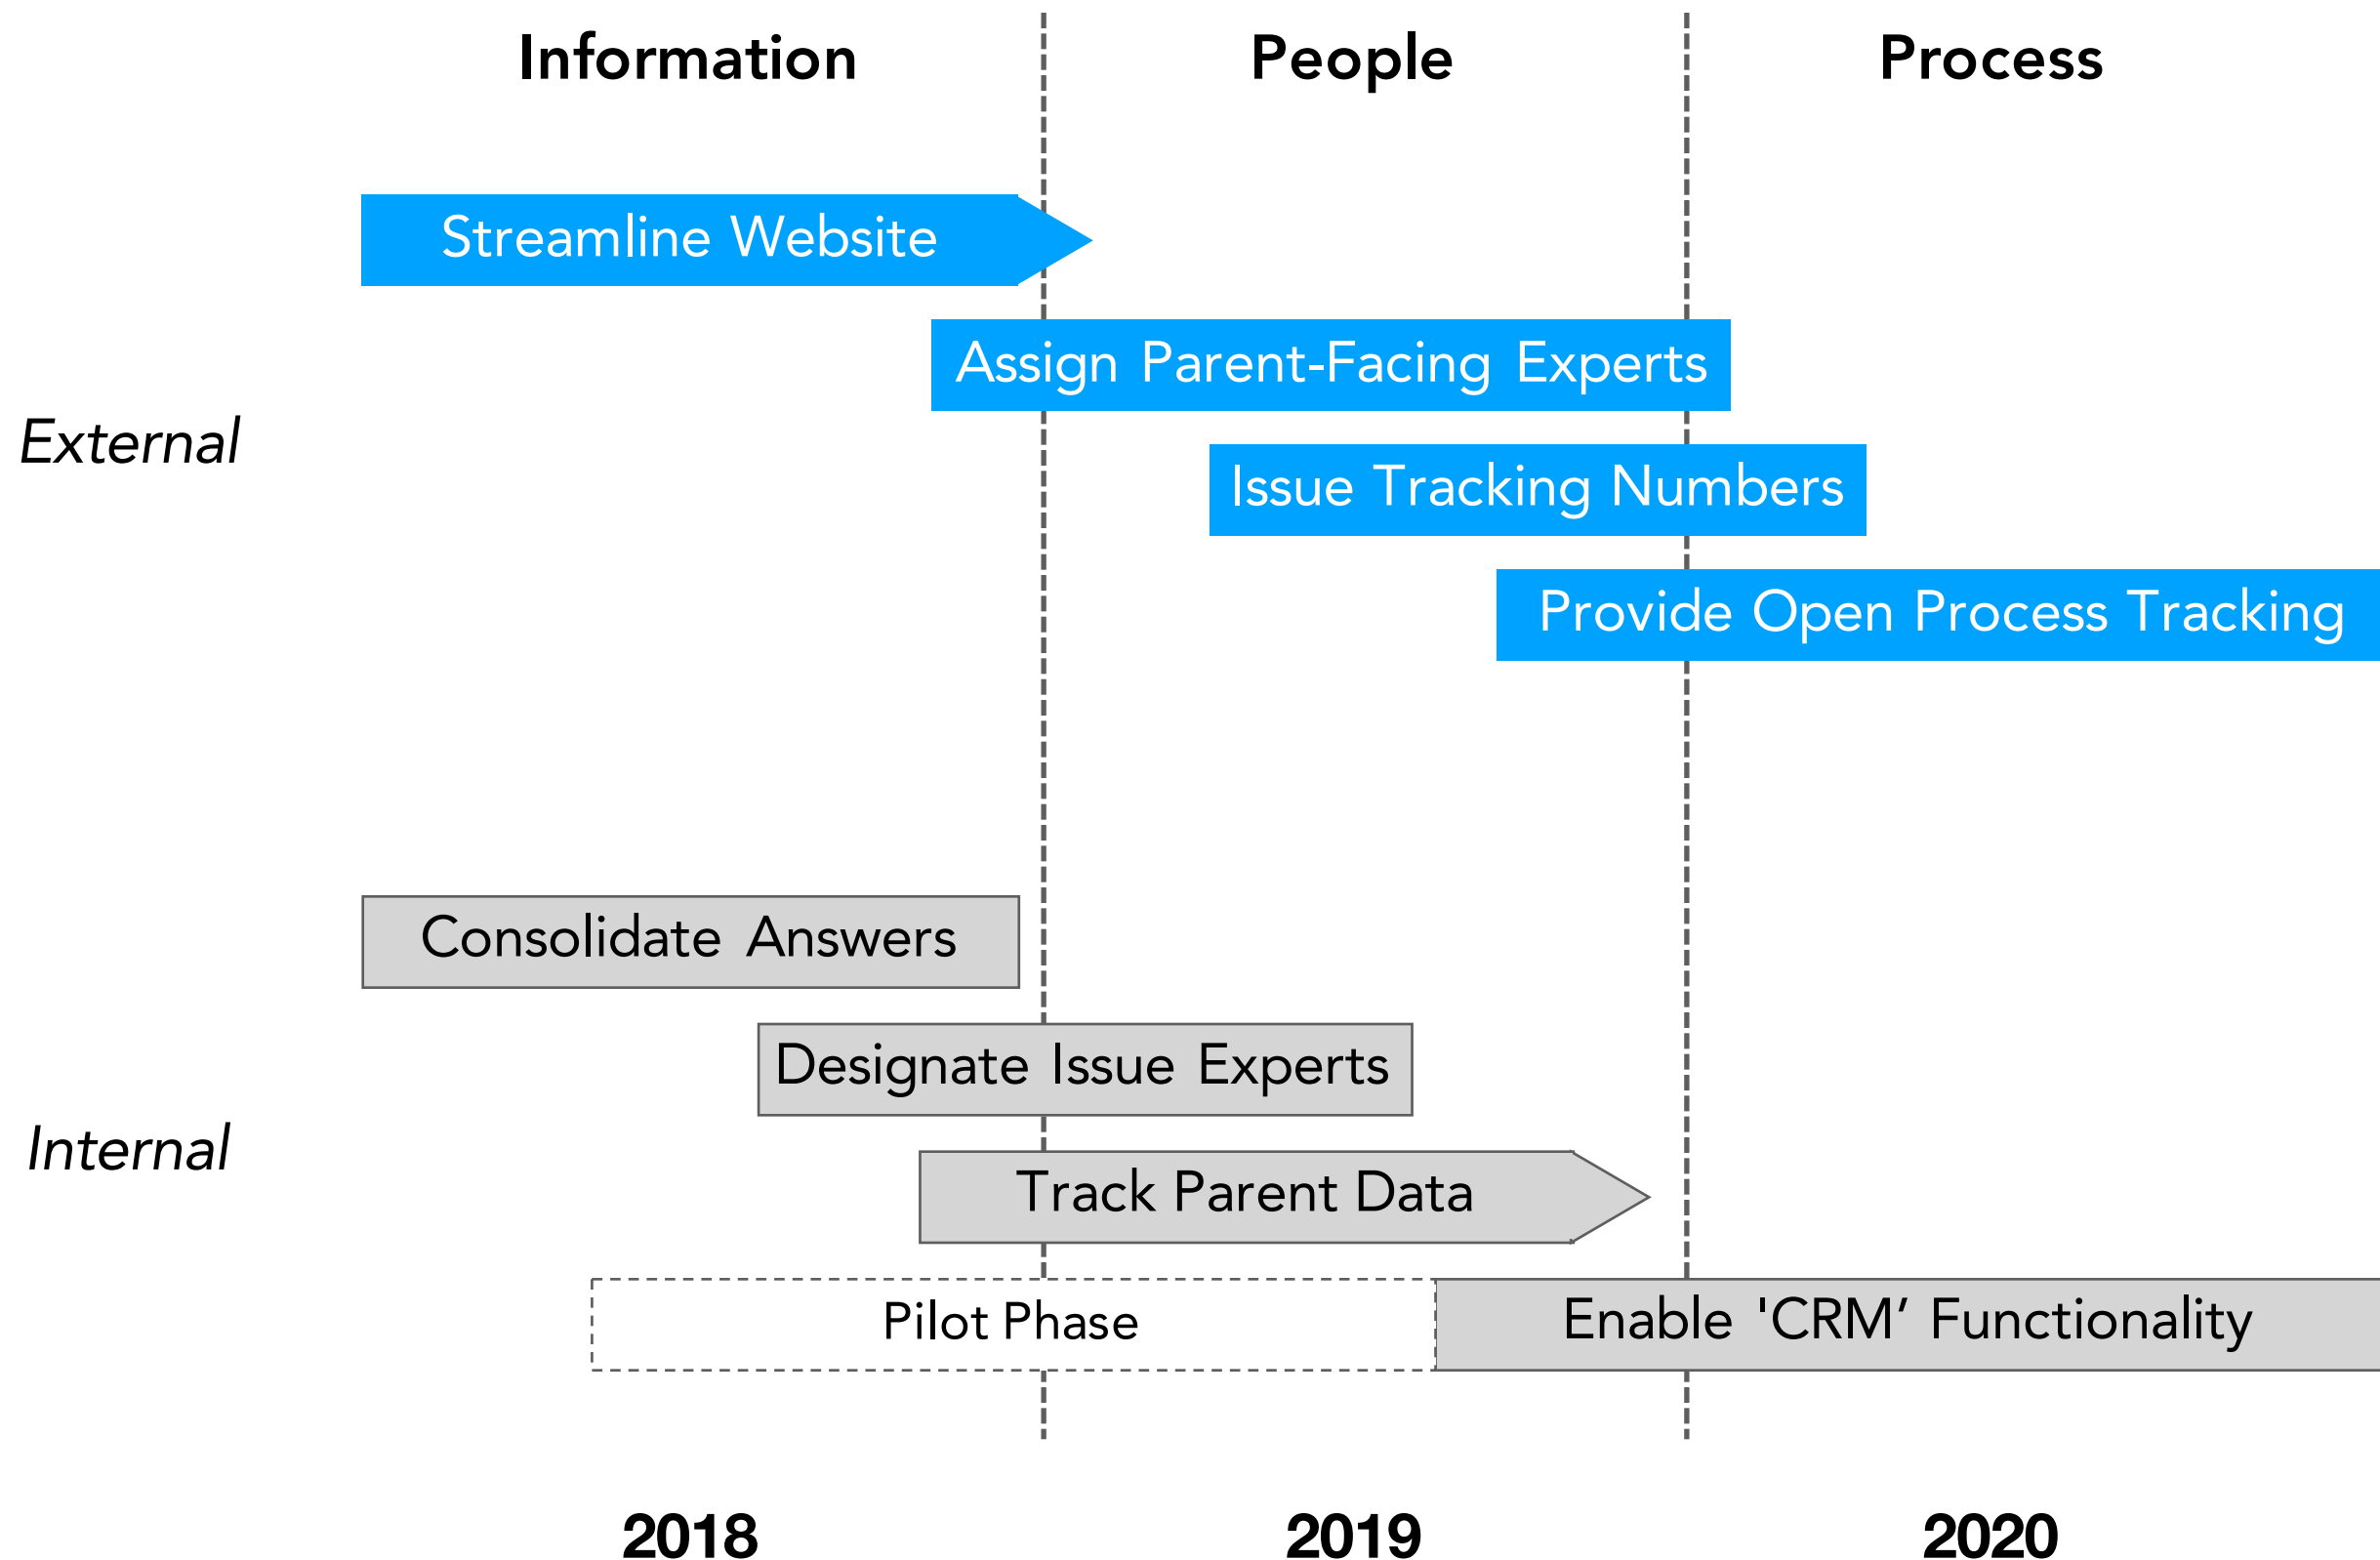 Information People Process
Streamline Website
Assign Parent-Facing Experts
External
Issue Tracking Numbers
Provide Open Process Tracking
Consolidate Answers
Designate Issue Experts
Internal
Track Parent Data
Pilot Phase Enable 'CRM’ Functionality
2018 2019 2020